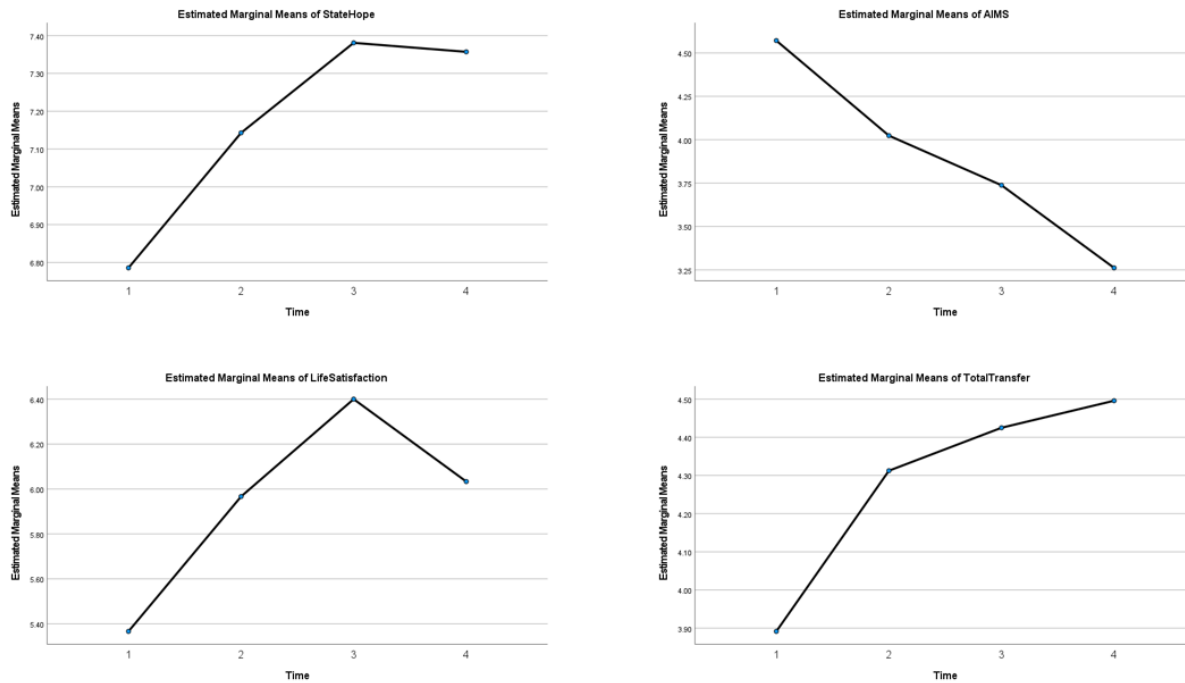 Estimated Marginal Means of StateHope
Estimated Marginal Means
7.40
7.30
7.20
7.10
7.00
6.90
6.80
1 2 3 4
Time
Estimated Marginal Means of AIMS
Estimated Marginal Means
4.50
4.25
4.00
3.75
3.50
3.25
1 2 3 4
Time
Estimated Marginal Means of LifeSatisfaction
Estimated Marginal Means
6.40
6.20
6.00
5.80
5.60
5.40
1 2 3 4
Time
Estimated Marginal Means of TotalTransfer
Estimated Marginal Means
4.50
4.40
4.30
4.20
4.10
4.00
3.90
1 2 3 4
Time